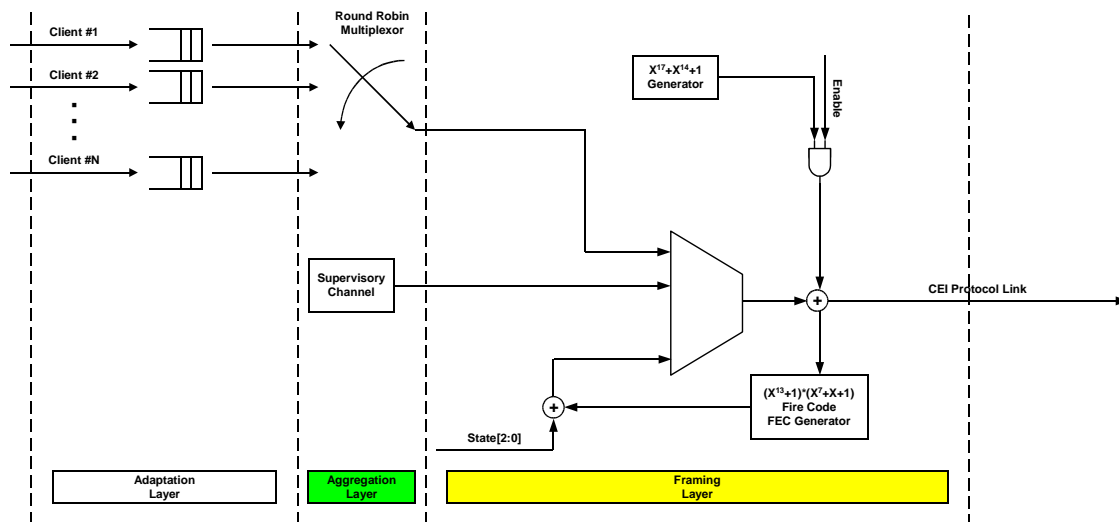 Client #1
Client #2
Client #N
Round Robin
Multiplexor
X¹⁷+X¹⁴+1
Generator
Enable
Supervisory
Channel
+
CEI Protocol Link
(X¹³+1)*(X⁷+X+1)
Fire Code
FEC Generator
+
State[2:0]
Adaptation
Layer
Aggregation
Layer
Framing
Layer